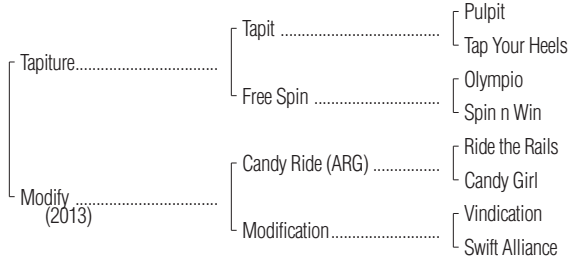 Pulpit
Tapit ................................
Tap Your Heels
Tapiture................................
Olympio
Free Spin .........................
Spin n Win
Ride the Rails
Candy Ride (ARG) ................
Candy Girl
Modify ................................
(2013)
Vindication
Modification........................
Swift Alliance